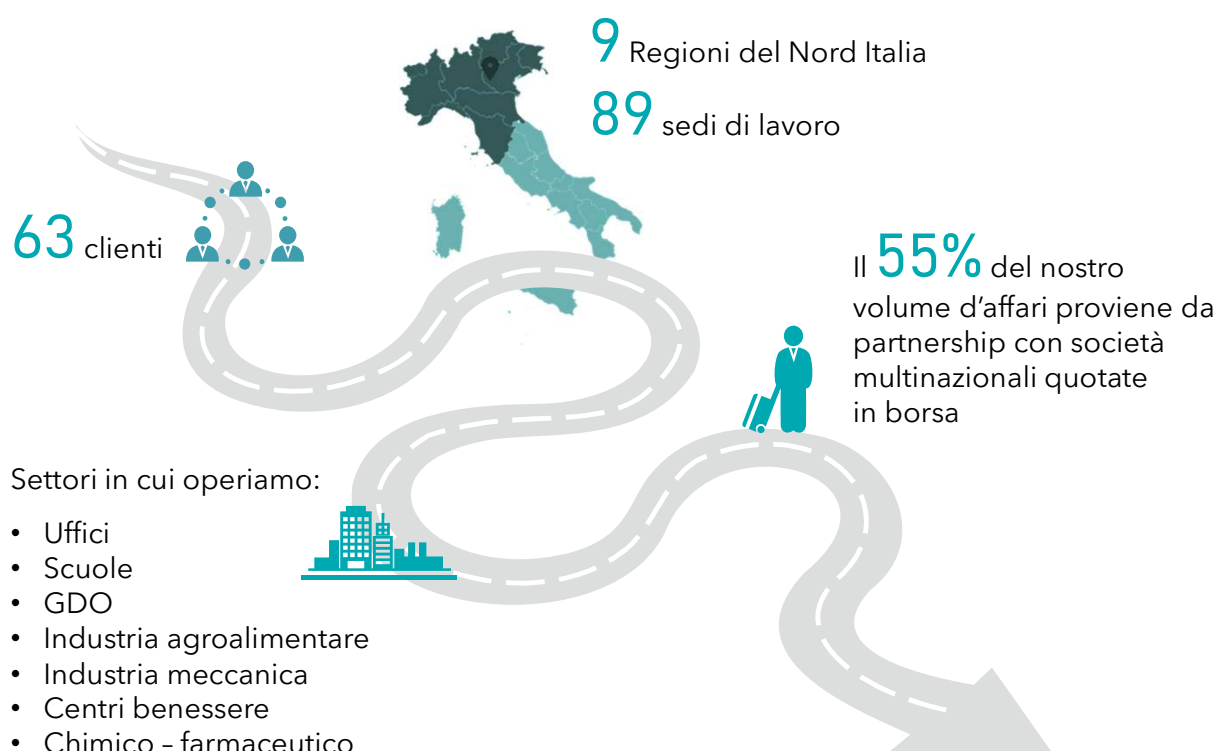 9 Regioni del Nord Italia
89 sedi di lavoro
63 clienti
Il 55% del nostro
volume d’affari proviene da
partnership con società
multinazionali quotate
in borsa
Settori in cui operiamo:
• Uffici
• Scuole
• GDO
• Industria agroalimentare
• Industria meccanica
• Centri benessere
• Chimico – farmaceutico